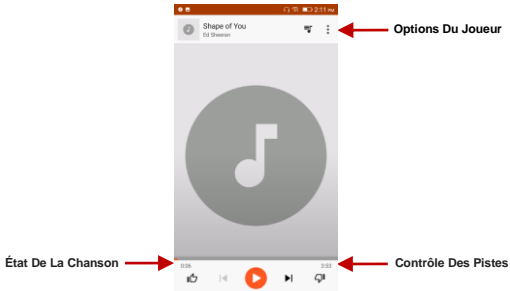 2:11 PM
Shape of You
Ed Sheeran
Options Du Joueur
État De La Chanson
0:06
3:53
Contrôle Des Pistes